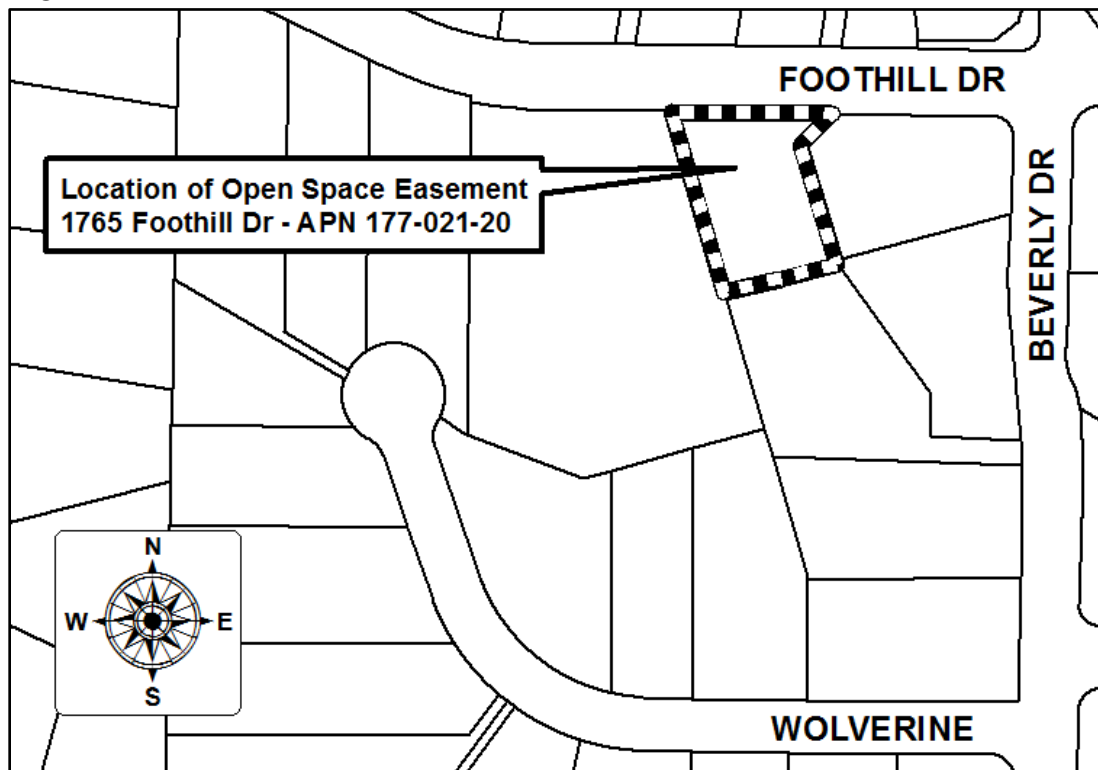 FOOTHILL DR
Location of Open Space Easement
1765 Foothill Dr - APN 177-021-20
BEVERLY DR
N
W
E
S
WOLVERINE